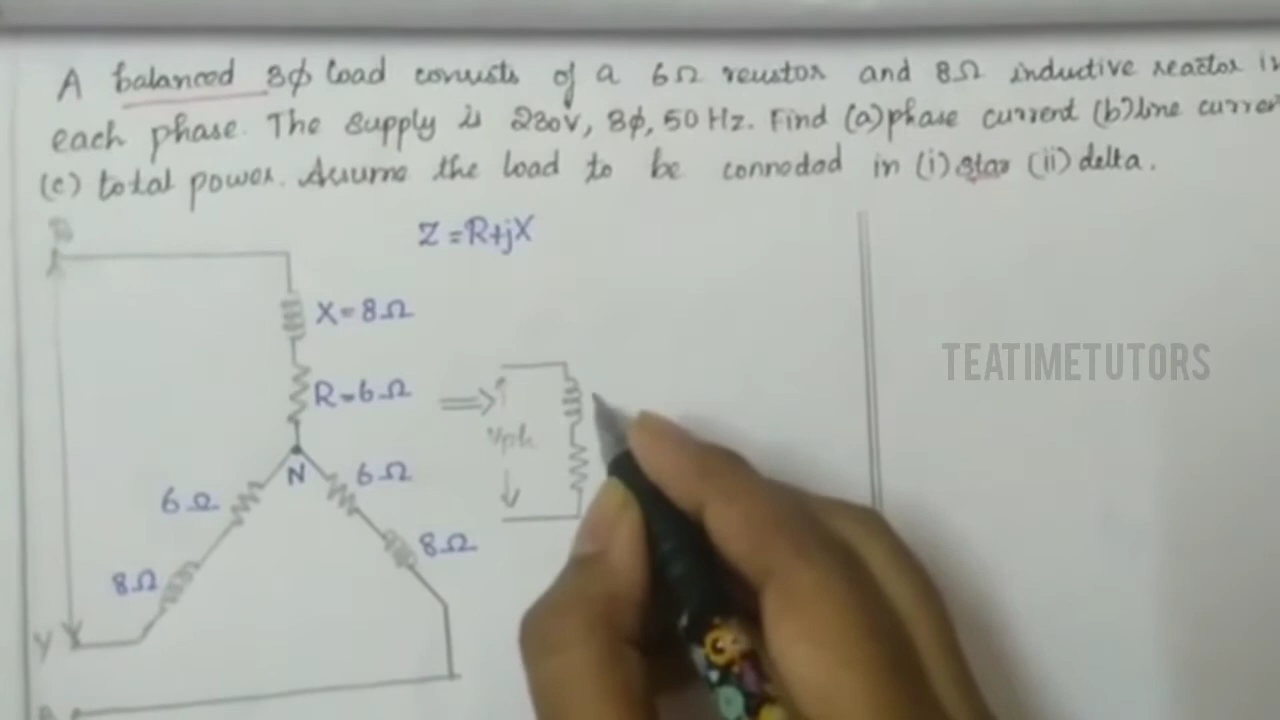 A balanced 3ϕ load consists of a 6Ω resistor and 8Ω inductive reactor in
each phase. The supply is 230V, 3ϕ, 50 Hz. Find (a) phase current (b) line curren
(c) total power. Assume the load to be connected in (i) star (ii) delta.
Z = R+jX
X=8Ω
R=6Ω
Vph
N
6Ω
6Ω
8Ω
8Ω
Y
TEATIMETUTORS